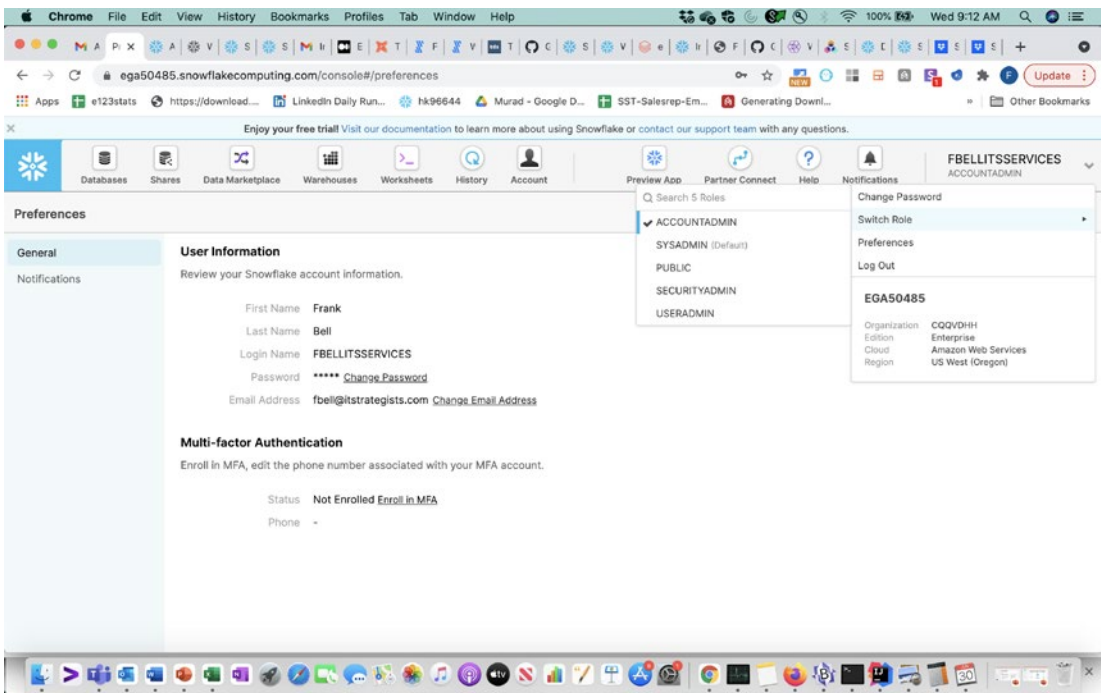 Chrome File Edit View History Bookmarks Profiles Tab Window Help 100% Wed 9:12 AM
ega50485.snowflakecomputing.com/console#/preferences NEW Update
Apps e123stats https://download.... LinkedIn Daily Run... hk96644 Murad - Google D... SST-Salesrep-Em... Generating Downl... » Other Bookmarks
Enjoy your free trial! Visit our documentation to learn more about using Snowflake or contact our support team with any questions.
Databases Shares Data Marketplace Warehouses Worksheets History Account Preview App Partner Connect Help Notifications
FBELLITSSERVICES
ACCOUNTADMIN
Preferences
General
Notifications
User Information
Review your Snowflake account information.
First Name Frank
Last Name Bell
Login Name FBELLITSSERVICES
Password ***** Change Password
Email Address fbell@itstrategists.com Change Email Address
Multi-factor Authentication
Enroll in MFA, edit the phone number associated with your MFA account.
Status Not Enrolled Enroll in MFA
Phone -
Search 5 Roles
ACCOUNTADMIN
SYSADMIN (Default)
PUBLIC
SECURITYADMIN
USERADMIN
Change Password
Switch Role
Preferences
Log Out
EGA50485
Organization CQQVDHH
Edition Enterprise
Cloud Amazon Web Services
Region US West (Oregon)